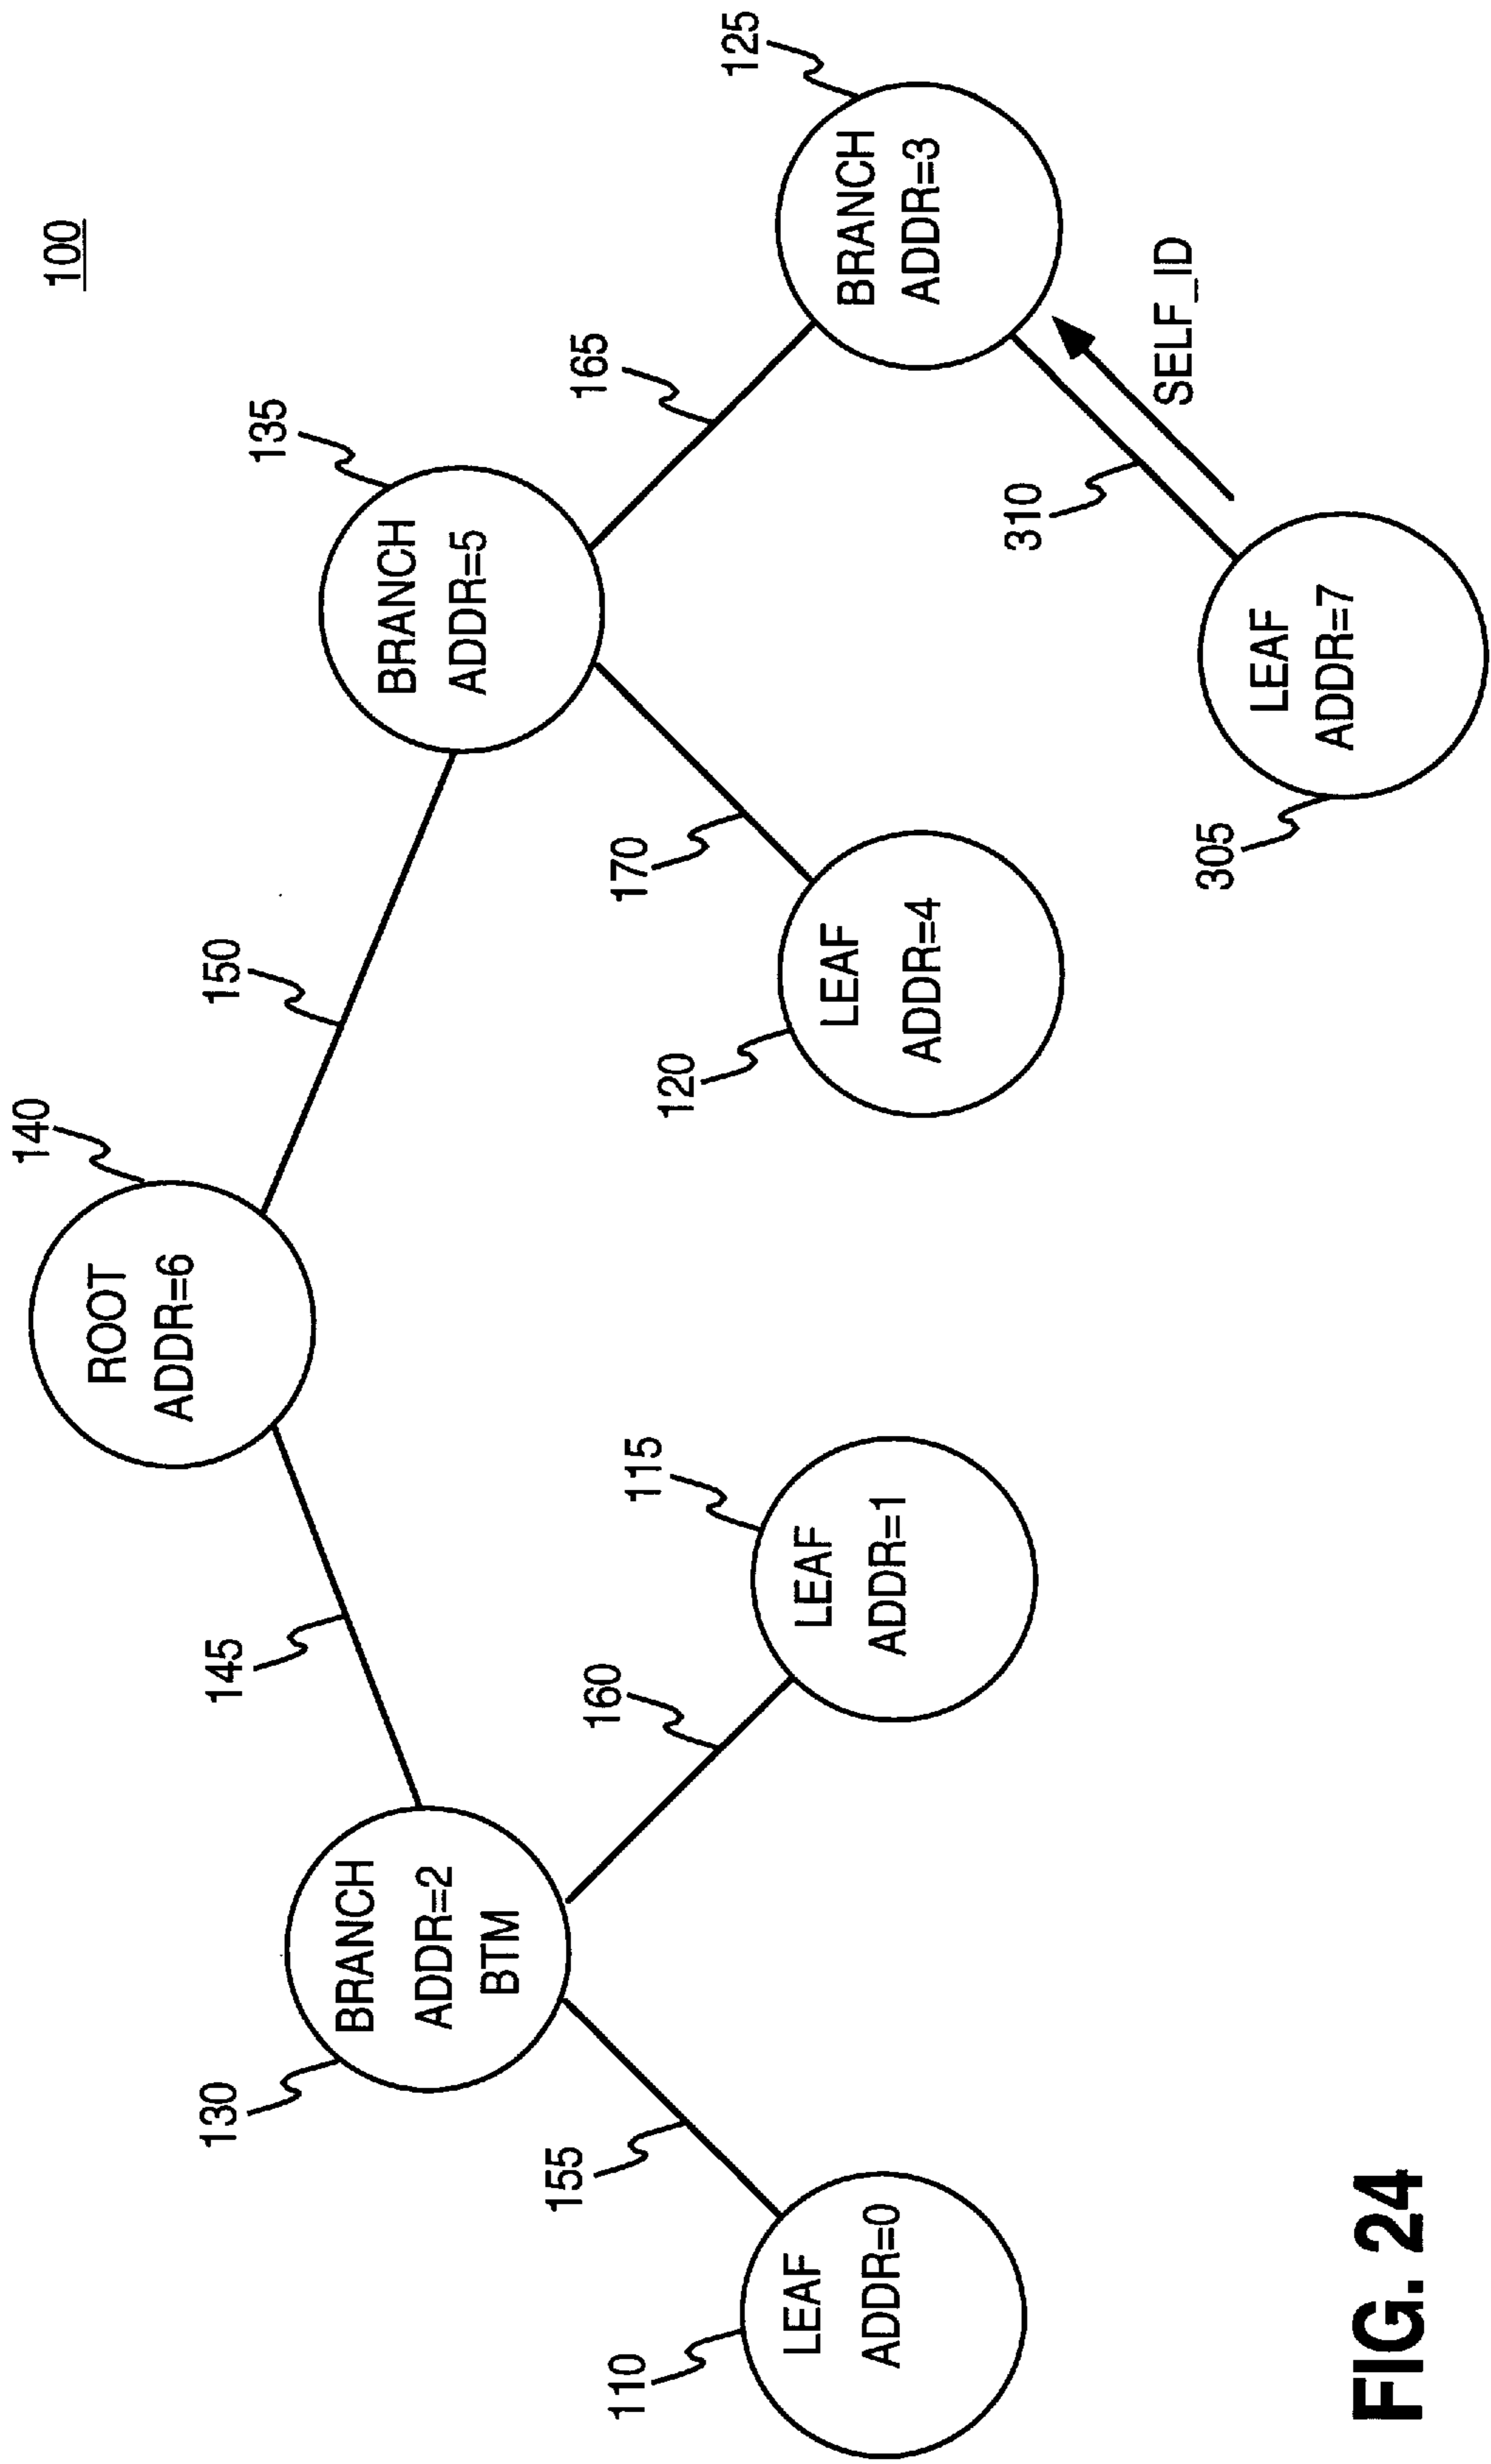 100
140
ROOT
ADDR=6
145
150
130
BRANCH
ADDR=2
BTM
135
BRANCH
ADDR=5
155
160
170
165
110
LEAF
ADDR=0
115
LEAF
ADDR=1
120
LEAF
ADDR=4
125
BRANCH
ADDR=3
310
SELF_ID
305
LEAF
ADDR=7
FIG. 24